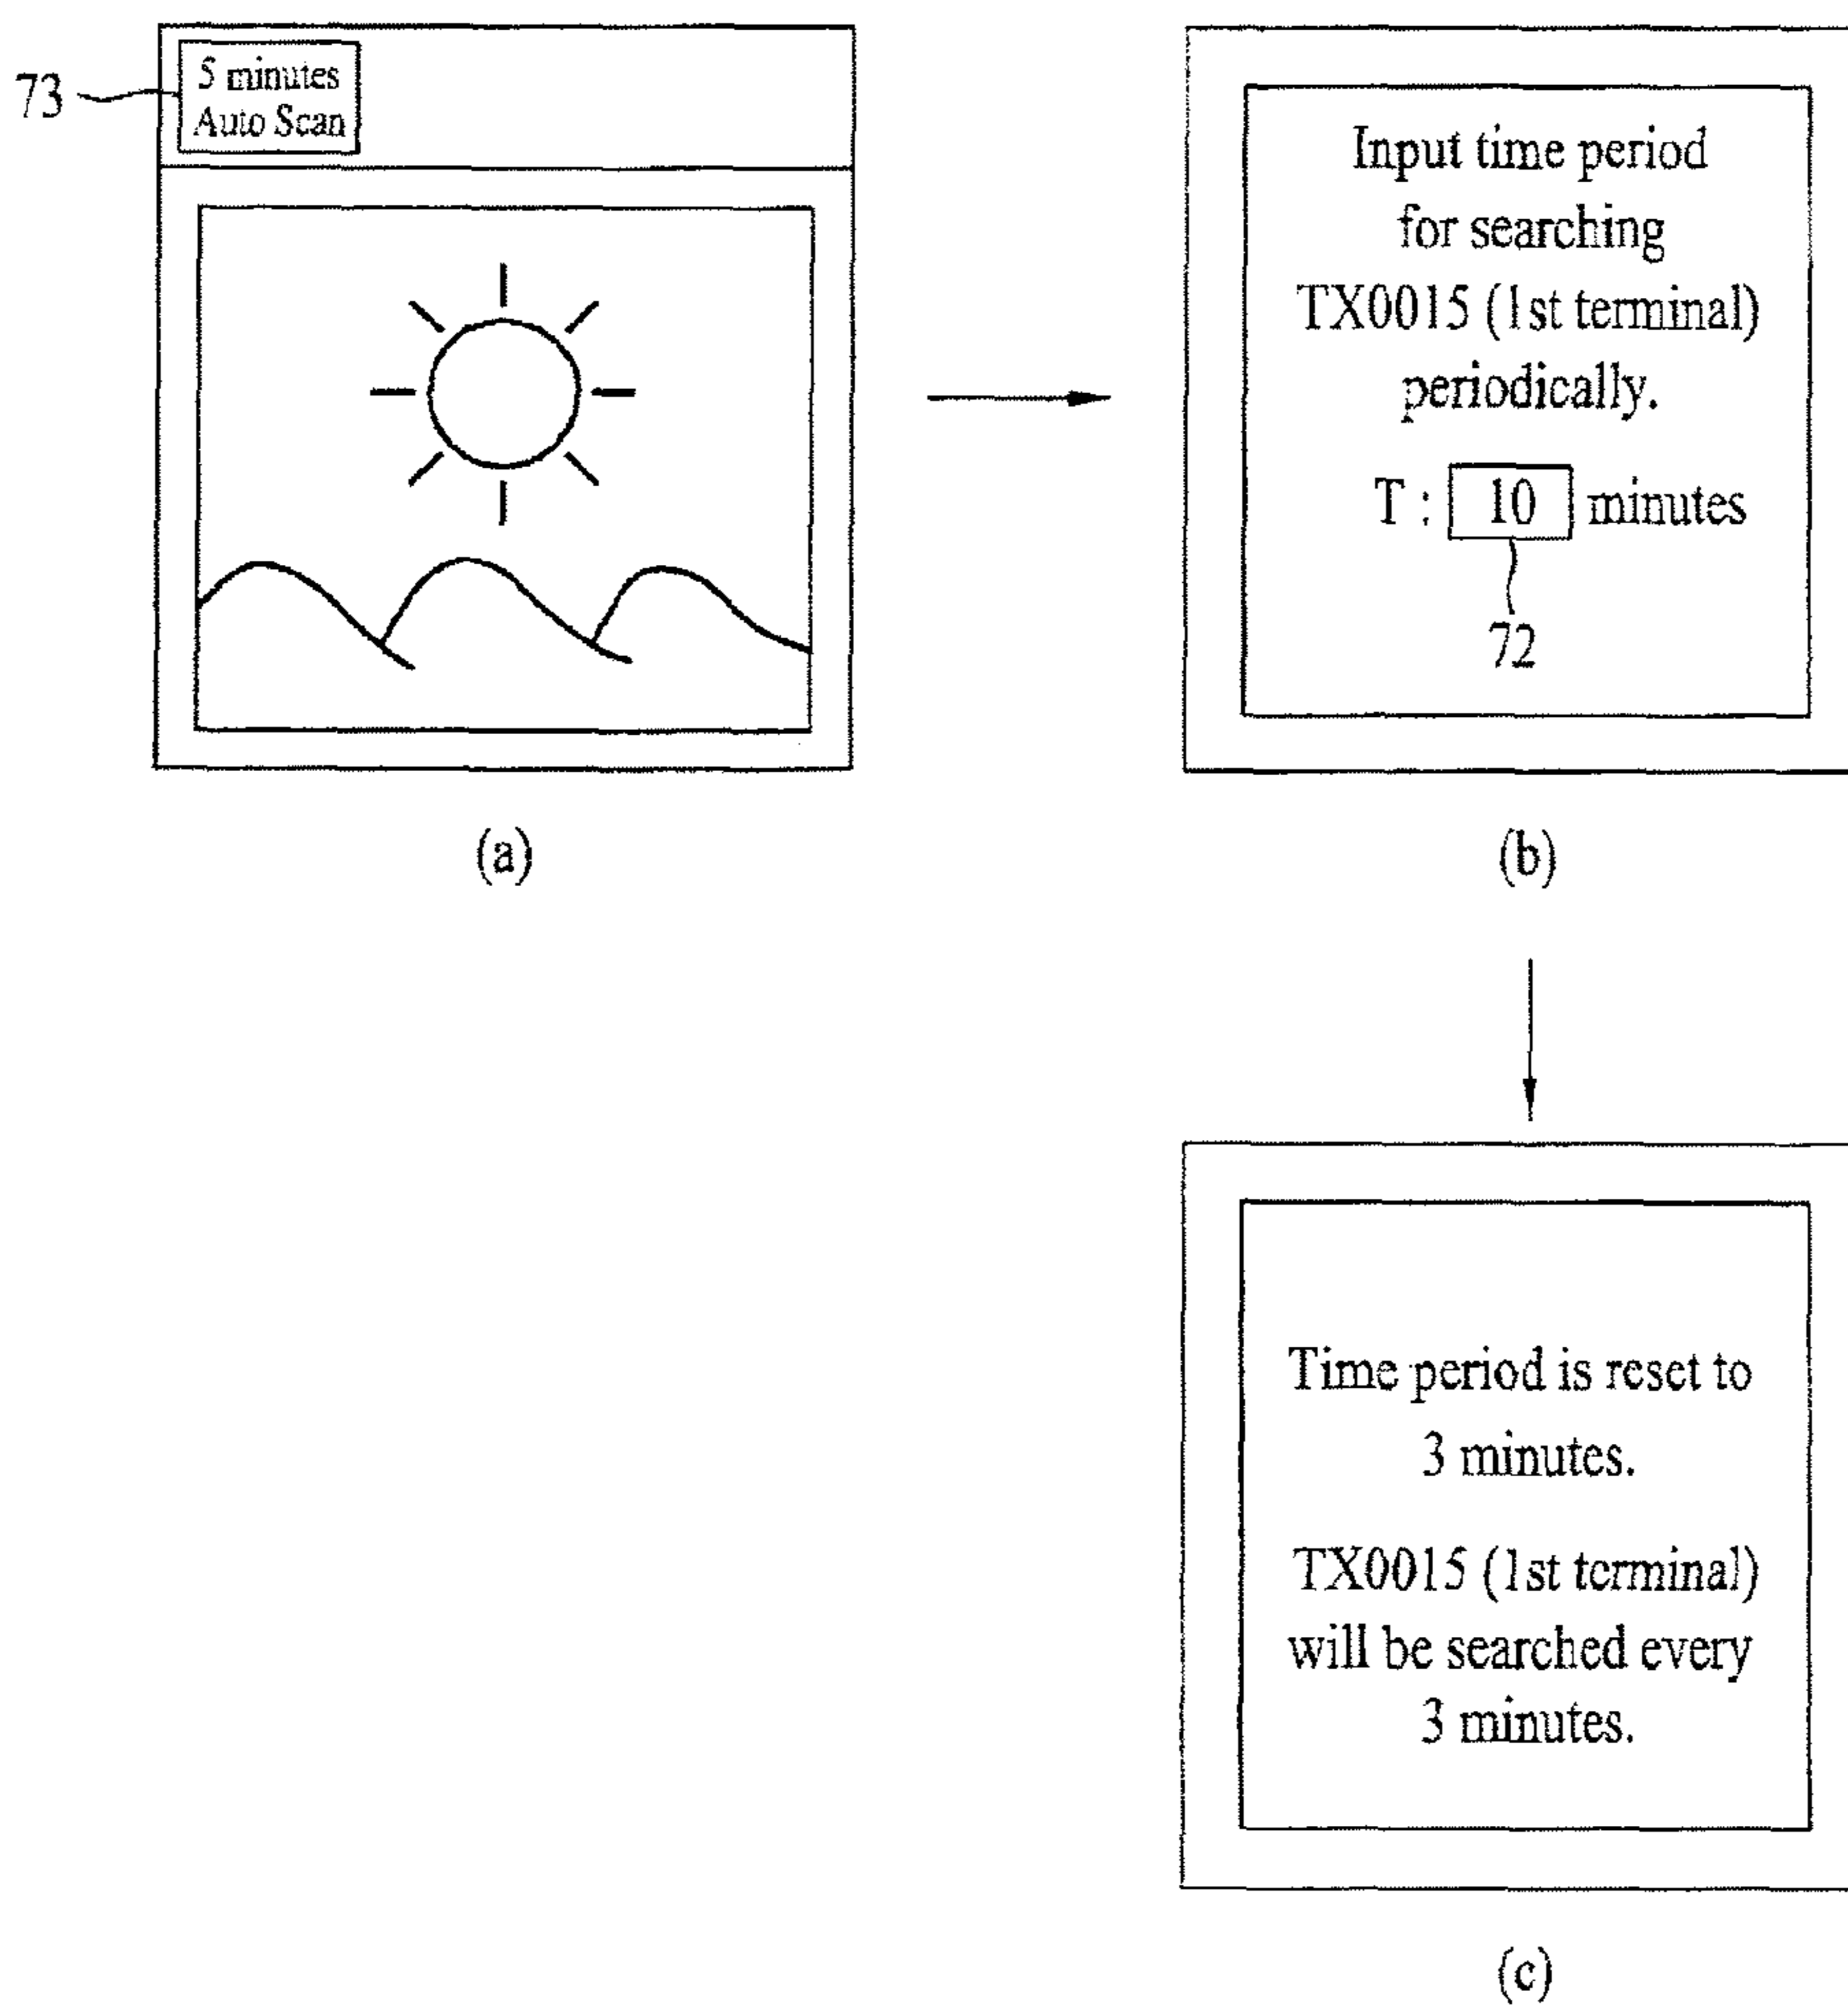 73
5 minutes
Auto Scan
(a)
Input time period
for searching
TX0015 (1st terminal)
periodically.
T : 10 minutes
72
(b)
Time period is reset to
3 minutes.
TX0015 (1st terminal)
will be searched every
3 minutes.
(c)